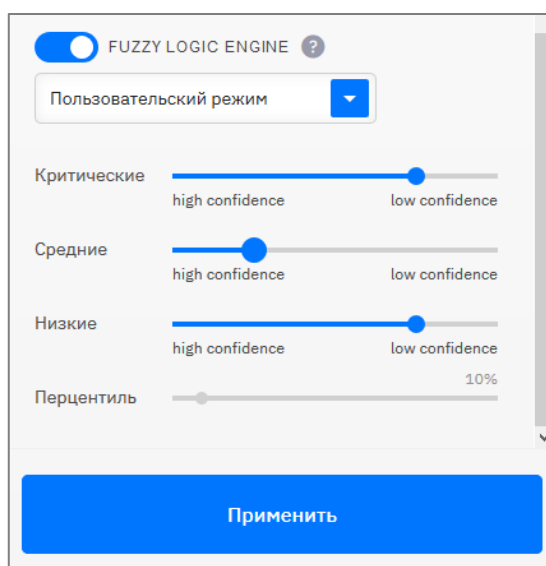 FUZZY LOGIC ENGINE ?
Пользовательский режим
Критические
high confidence low confidence
Средние
high confidence low confidence
Низкие
high confidence low confidence
10%
Перцентиль
Применить